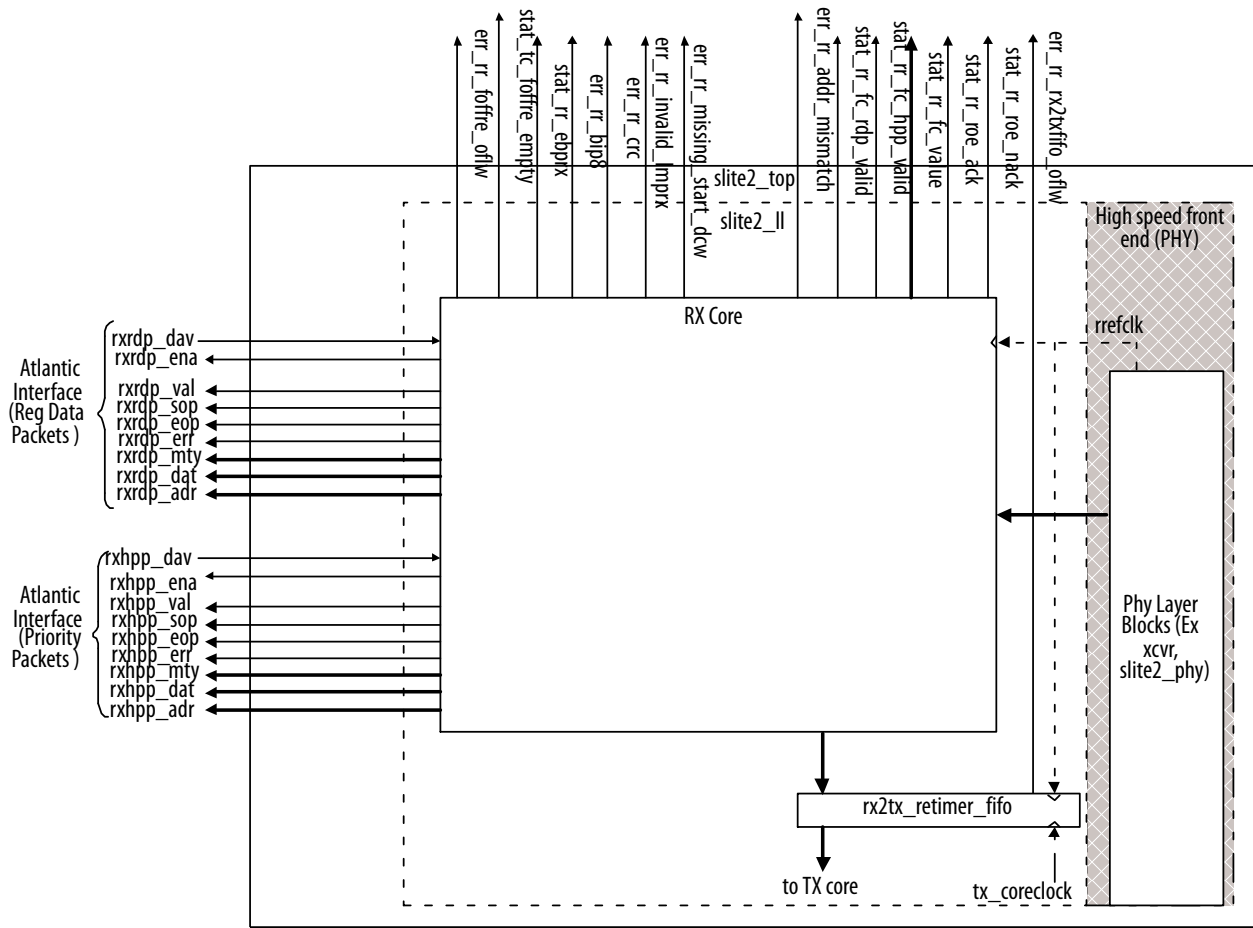 err_rr_foffre_oflw
stat_tc_foffre_empty
stat_rr_ebprx
err_rr_bip8
err_rr_crc
err_rr_invalid_lmprx
err_rr_missing_start_dcw
err_rr_addr_mismatch
stat_rr_fc_rdp_valid
stat_rr_fc_hpp_valid
stat_rr_fc_value
stat_rr_roe_ack
stat_rr_roe_nack
err_rr_rx2txfifo_oflw
slite2_top
slite2_ll
High speed front
end (PHY)
RX Core
rrefclk
Atlantic
Interface
(Reg Data
Packets )
rxrdp_dav
rxrdp_ena
rxrdp_val
rxrdp_sop
rxrdp_eop
rxrdp_err
rxrdp_mty
rxrdp_dat
rxrdp_adr
Atlantic
Interface
(Priority
Packets )
rxhpp_dav
rxhpp_ena
rxhpp_val
rxhpp_sop
rxhpp_eop
rxhpp_err
rxhpp_mty
rxhpp_dat
rxhpp_adr
Phy Layer
Blocks (Ex
xcvr,
slite2_phy)
rx2tx_retimer_fifo
to TX core
tx_coreclock